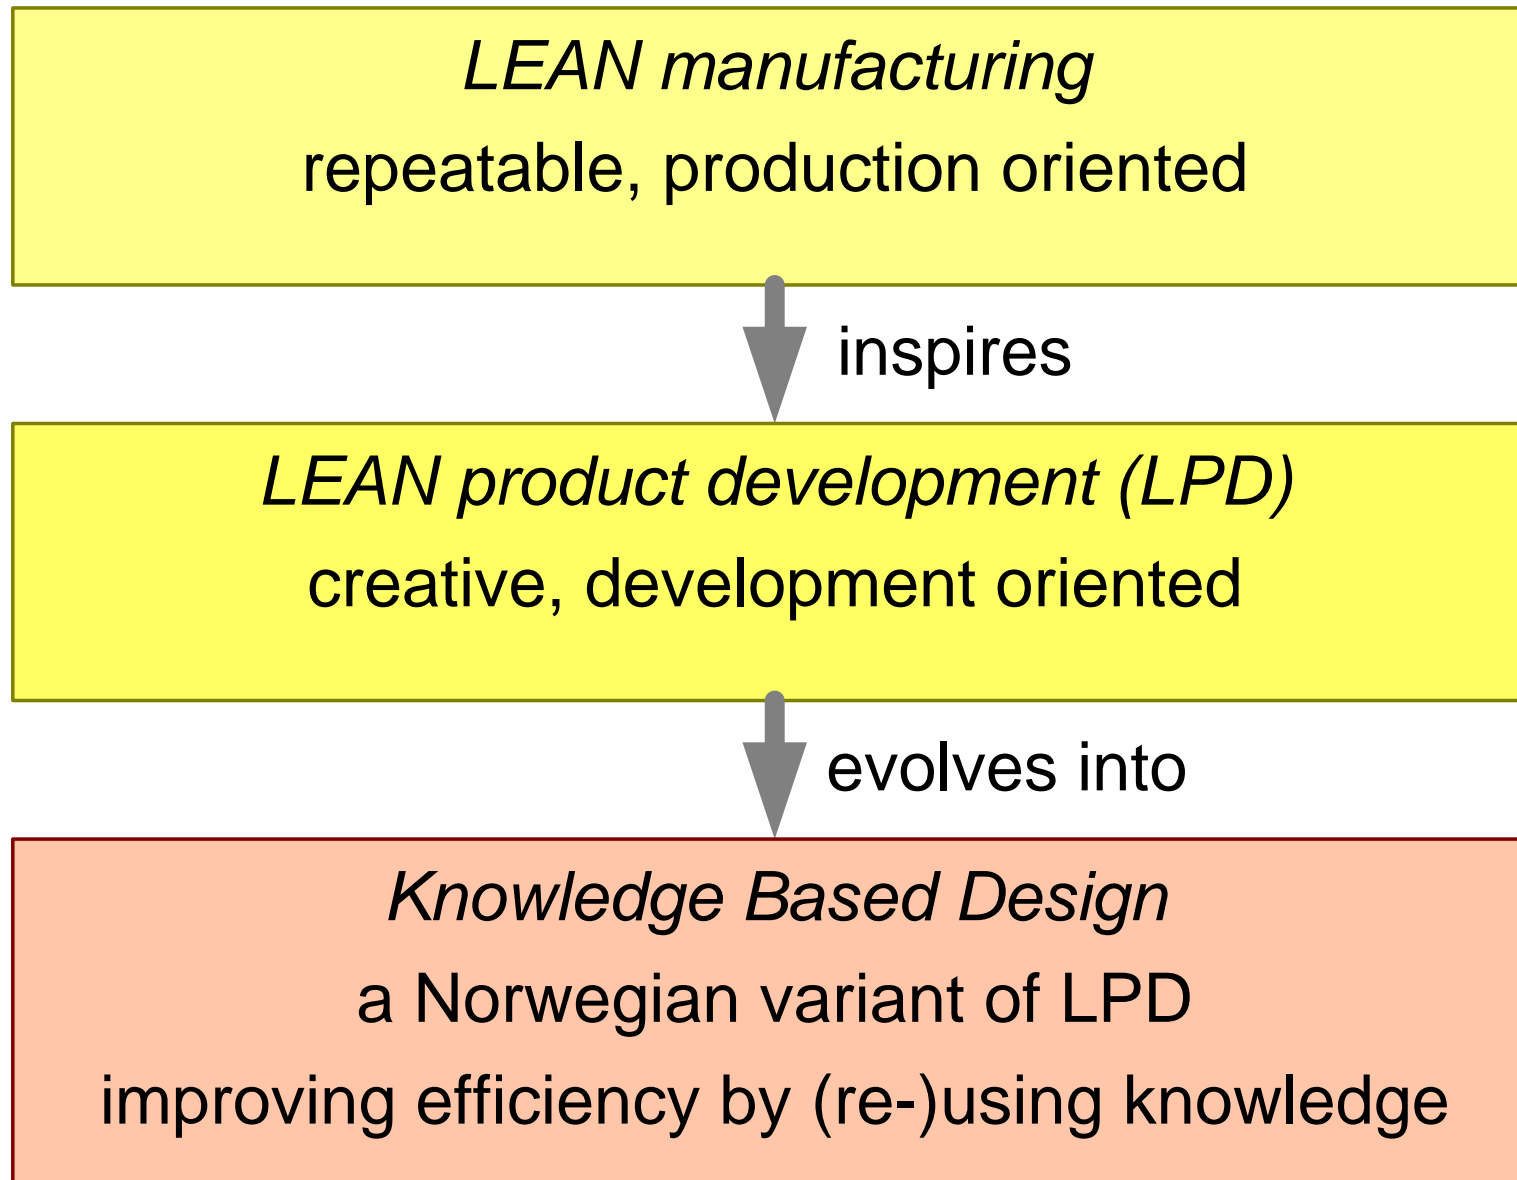 LEAN manufacturing
repeatable, production oriented
inspires
LEAN product development (LPD)
creative, development oriented
evolves into
Knowledge Based Design
a Norwegian variant of LPD
improving efficiency by (re-)using knowledge